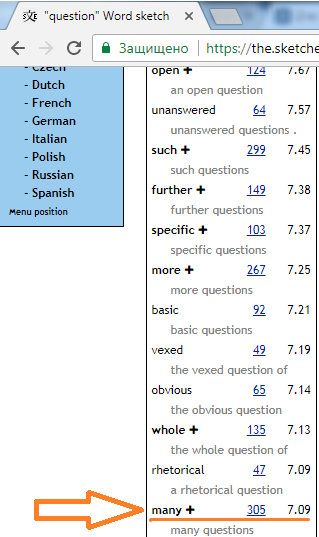 "question" Word sketch
Защищено https://the.sketche
Czech
- Dutch
- French
- German
- Italian
- Polish
- Russian
- Spanish
Menu position
open + 124 7.67
an open question
unanswered 64 7.57
unanswered questions .
such + 299 7.45
such questions
further + 149 7.38
further questions
specific + 103 7.37
specific questions
more + 267 7.25
more questions
basic 92 7.21
basic questions
vexed 49 7.19
the vexed question of
obvious 65 7.14
the obvious question
whole + 135 7.13
the whole question of
rhetorical 47 7.09
a rhetorical question
many + 305 7.09
many questions